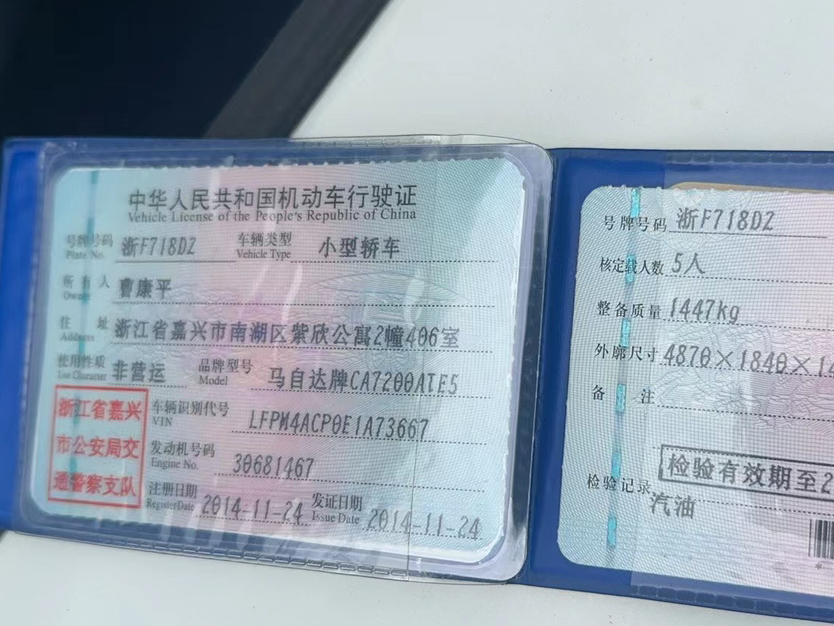 中华人民共和国机动车行驶证
Vehicle License of the People's Republic of China
号牌号码 Plate No. 浙F718DZ 车辆类型 Vehicle Type 小型轿车
所有人 Owner 曹康平
住址 Address 浙江省嘉兴市南湖区紫欣公寓2幢406室
使用性质 Use Character 非营运 品牌型号 Model 马自达牌CA7200ATE5
浙江省嘉兴
市公安局交
通警察支队
车辆识别代号 VIN LFPM4ACP0E1A73667
发动机号码 Engine No. 30681467
注册日期 Register Date 2014-11-24 发证日期 Issue Date 2014-11-24
号牌号码 浙F718DZ
核定载人数 5人
整备质量 1447kg
外廓尺寸 4870×1840×14
备注
检验记录 检验有效期至2
汽油